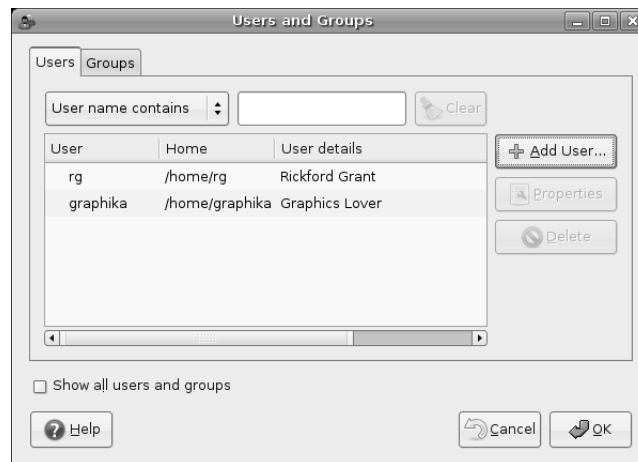 Users and Groups
Users Groups
User name contains Clear
User Home User details
rg /home/rg Rickford Grant
graphika /home/graphika Graphics Lover
Add User...
Properties
Delete
Show all users and groups
Help Cancel OK